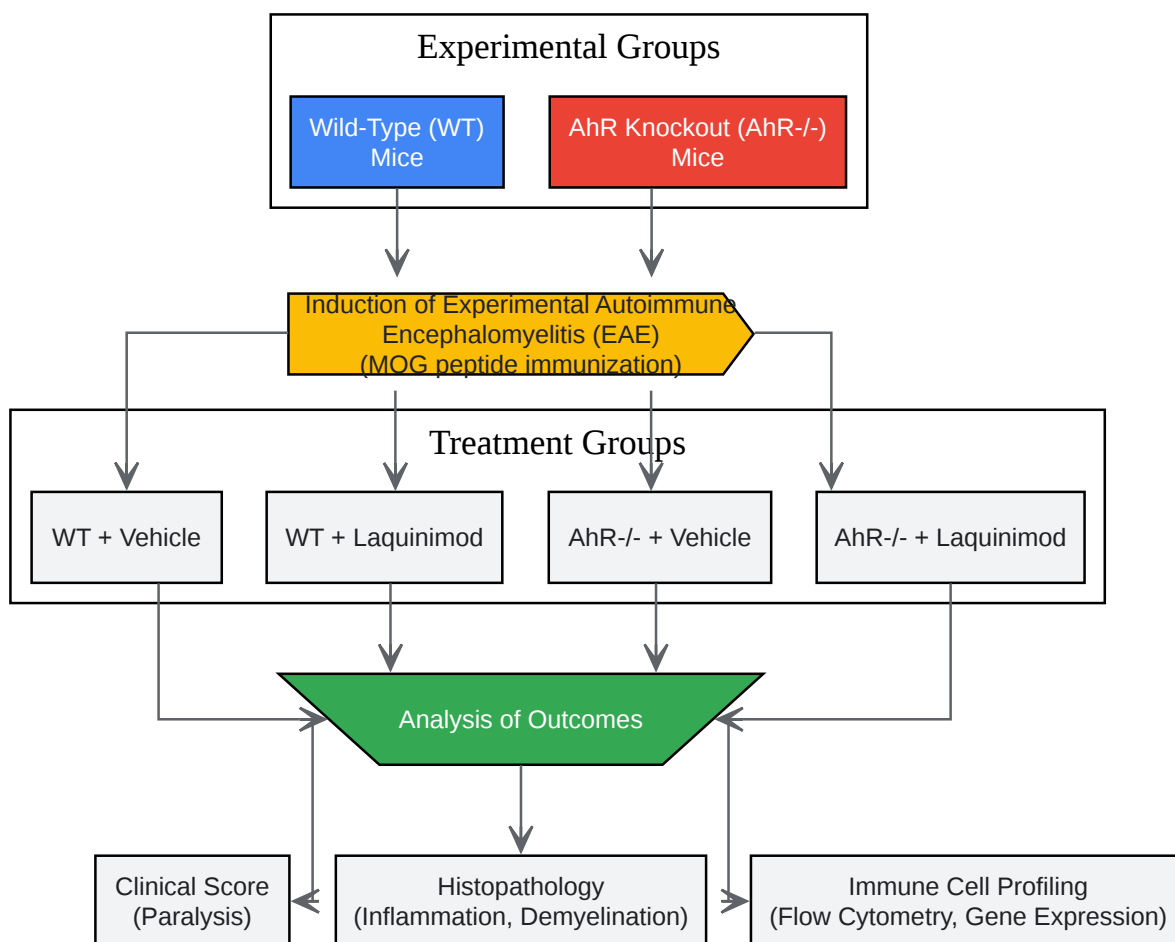 Experimental Groups
Wild-Type (WT)
Mice
AhR Knockout (AhR-/-)
Mice
Induction of Experimental Autoimmune
Encephalomyelitis (EAE)
(MOG peptide immunization)
Treatment Groups
WT + Vehicle
WT + Laquinimod
AhR-/- + Vehicle
AhR-/- + Laquinimod
Analysis of Outcomes
Clinical Score
(Paralysis)
Histopathology
(Inflammation, Demyelination)
Immune Cell Profiling
(Flow Cytometry, Gene Expression)